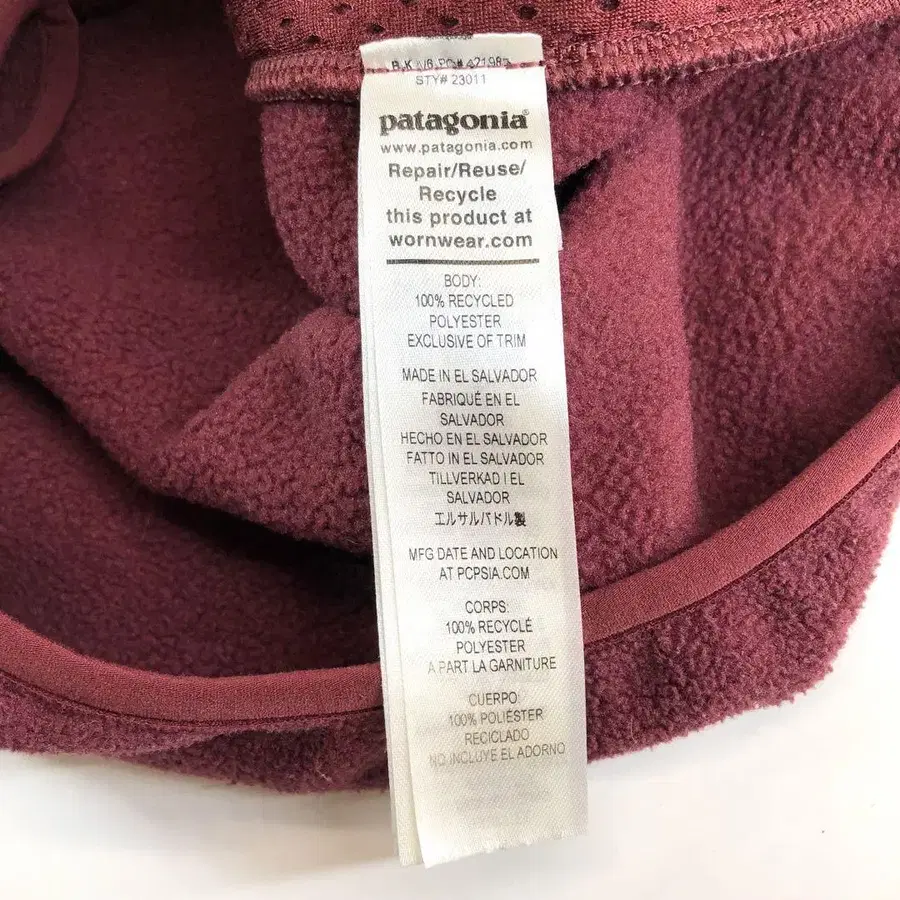 STY# 23011
patagonia®
www.patagonia.com
Repair/Reuse/
Recycle
this product at
wornwear.com
BODY:
100% RECYCLED
POLYESTER
EXCLUSIVE OF TRIM
MADE IN EL SALVADOR
FABRIQUÉ EN EL
SALVADOR
HECHO EN EL SALVADOR
FATTO IN EL SALVADOR
TILLVERKAD I EL
SALVADOR
エルサルバドル製
MFG DATE AND LOCATION
AT PCPSIA.COM
CORPS:
100% RECYCLÉ
POLYESTER
A PART LA GARNITURE
CUERPO:
100% POLIÉSTER
RECICLADO
NO INCLUYE EL ADORNO